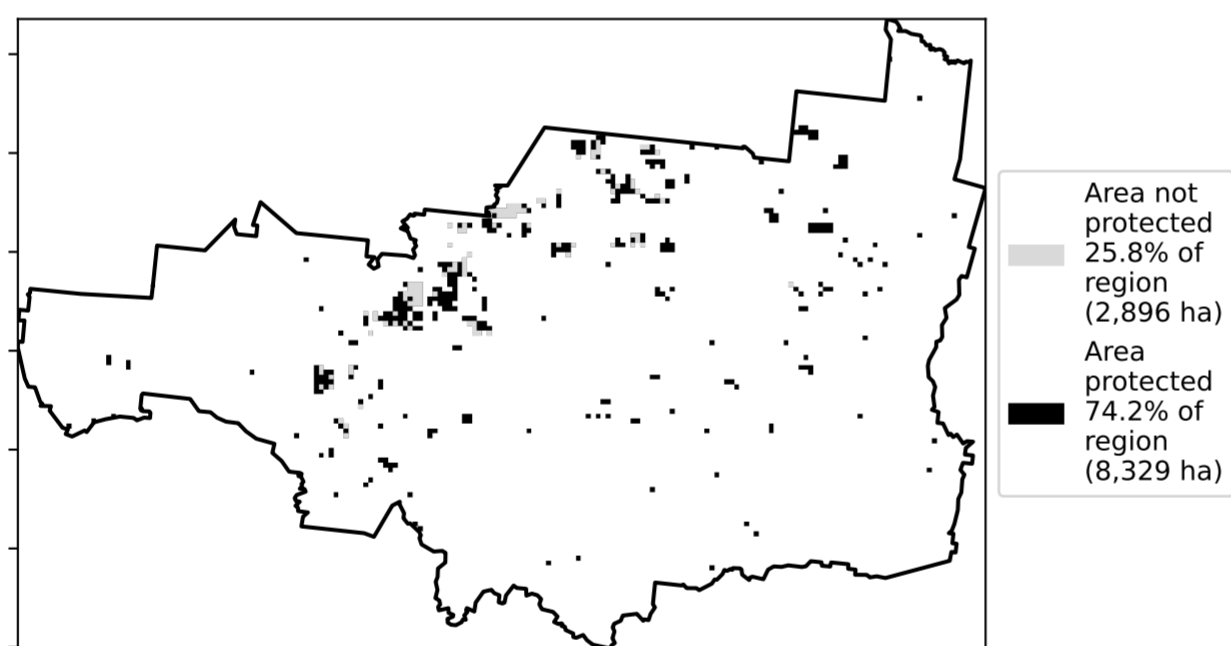 Area not
protected
25.8% of
region
(2,896 ha)
Area
protected
74.2% of
region
(8,329 ha)